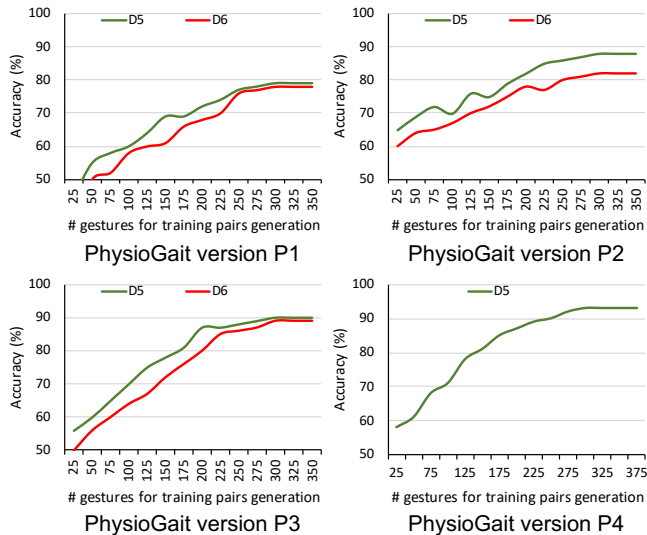 D5 D6
100
90
80
70
60
50
Accuracy (%)
25 50 75 100 125 150 175 200 225 250 275 300 325 350
# gestures for training pairs generation
PhysioGait version P1
D5 D6
100
90
80
70
60
50
Accuracy (%)
25 50 75 100 125 150 175 200 225 250 275 300 325 350
# gestures for training pairs generation
PhysioGait version P2
D5 D6
100
90
80
70
60
50
Accuracy (%)
25 50 75 100 125 150 175 200 225 250 275 300 325 350
# gestures for training pairs generation
PhysioGait version P3
D5
100
90
80
70
60
50
Accuracy (%)
25 75 125 175 225 275 325 375
# gestures for training pairs generation
PhysioGait version P4